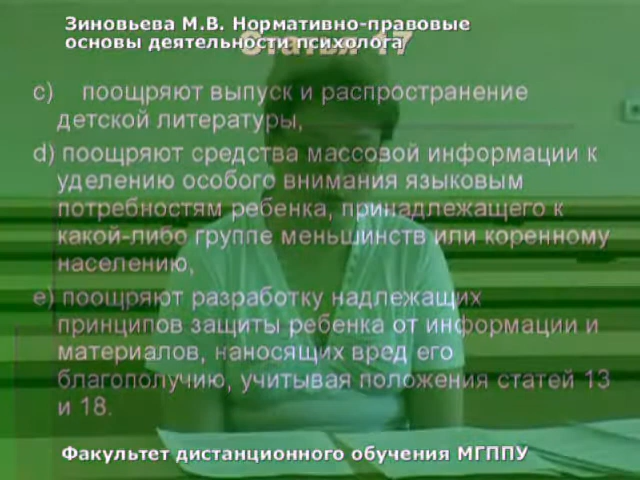 Зиновьева М.В. Нормативно-правовые
основы деятельности психолога
Статья 17
c) поощряют выпуск и распространение
детской литературы,
d) поощряют средства массовой информации к
уделению особого внимания языковым
потребностям ребенка, принадлежащего к
какой-либо группе меньшинств или коренному
населению,
e) поощряют разработку надлежащих
принципов защиты ребенка от информации и
материалов, наносящих вред его
благополучию, учитывая положения статей 13
и 18.
Факультет дистанционного обучения МГППУ